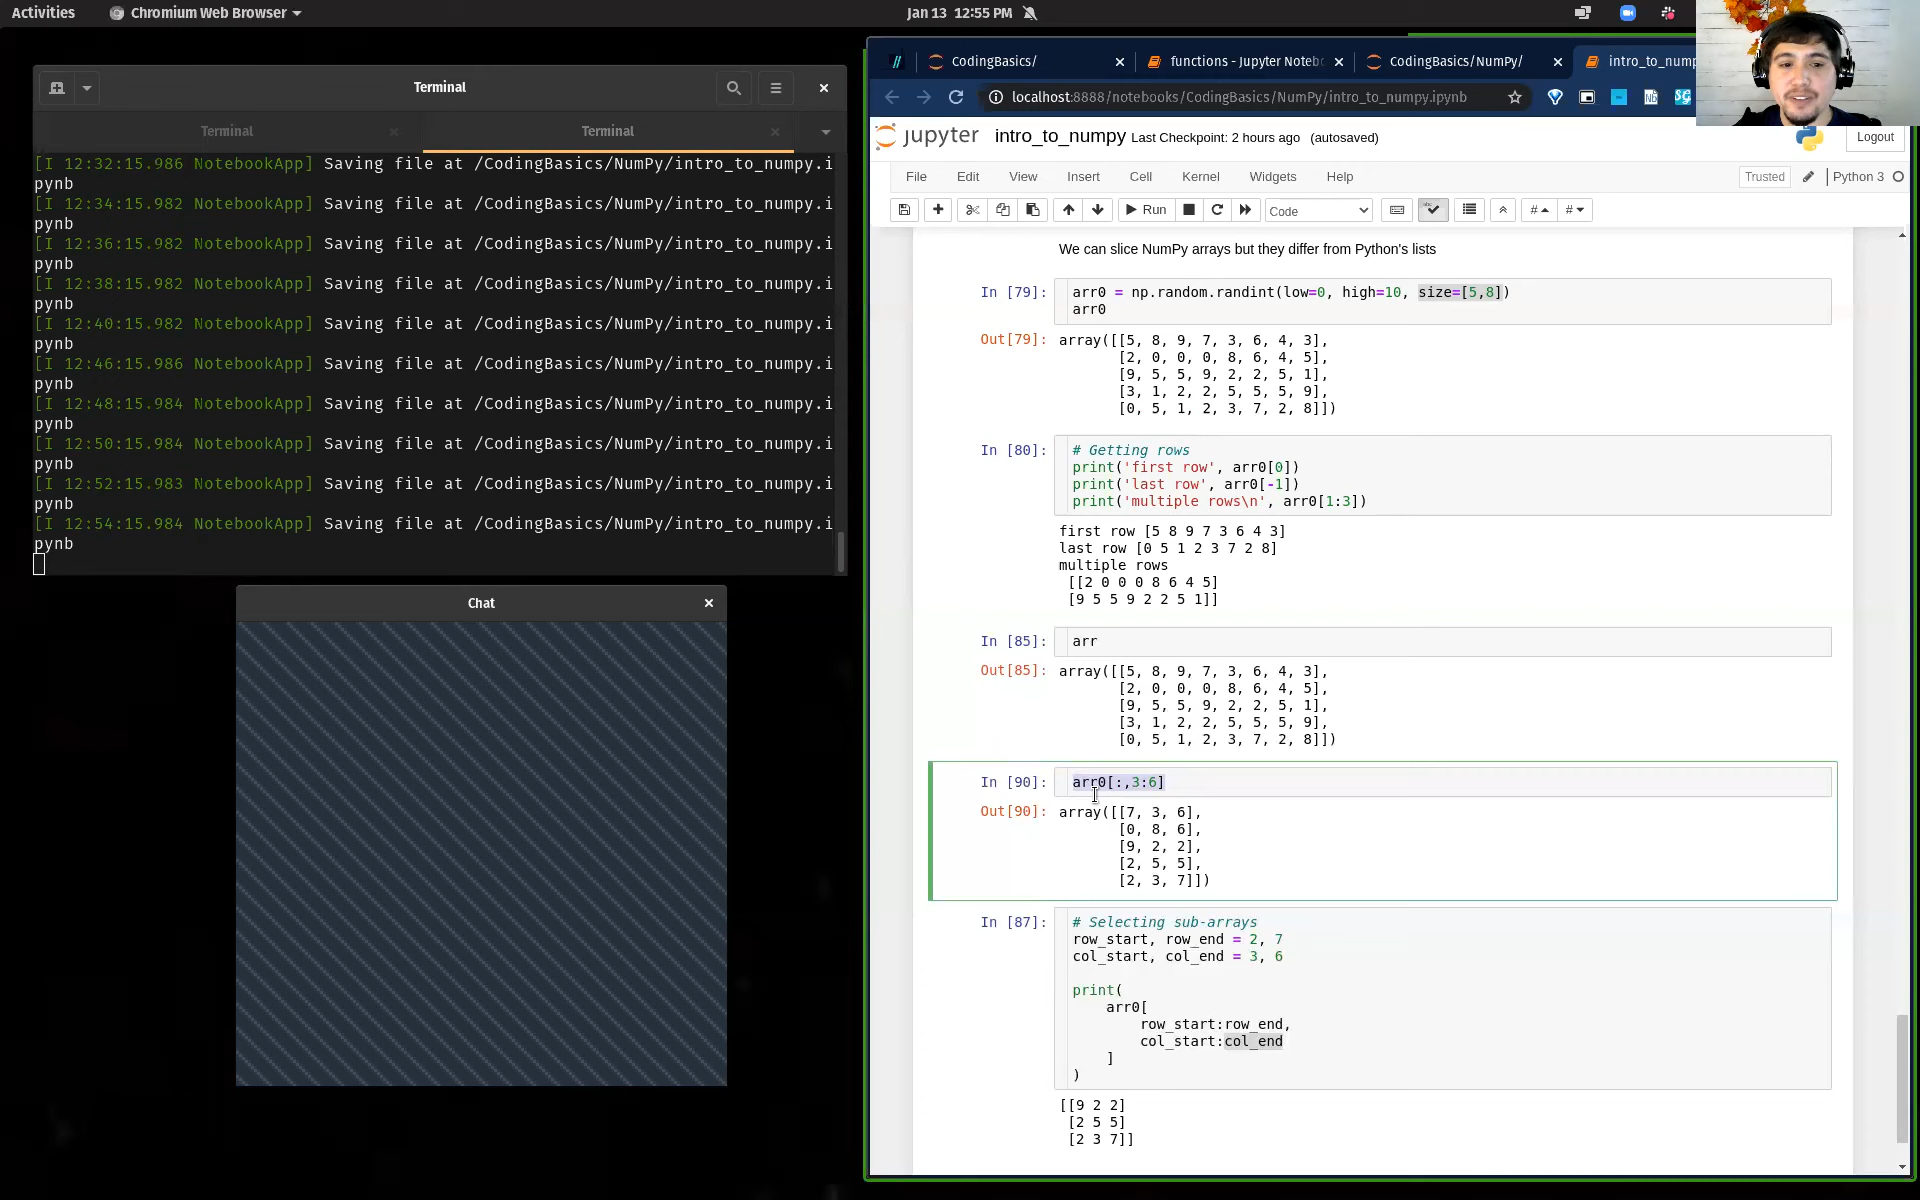 Activities
Chromium Web Browser
Jan 13 12:55 PM
Terminal
Terminal
Terminal
[I 12:32:15.986 NotebookApp] Saving file at /CodingBasics/NumPy/intro_to_numpy.i
pynb
[I 12:34:15.982 NotebookApp] Saving file at /CodingBasics/NumPy/intro_to_numpy.i
pynb
[I 12:36:15.982 NotebookApp] Saving file at /CodingBasics/NumPy/intro_to_numpy.i
pynb
[I 12:38:15.982 NotebookApp] Saving file at /CodingBasics/NumPy/intro_to_numpy.i
pynb
[I 12:40:15.982 NotebookApp] Saving file at /CodingBasics/NumPy/intro_to_numpy.i
pynb
[I 12:46:15.986 NotebookApp] Saving file at /CodingBasics/NumPy/intro_to_numpy.i
pynb
[I 12:48:15.984 NotebookApp] Saving file at /CodingBasics/NumPy/intro_to_numpy.i
pynb
[I 12:50:15.984 NotebookApp] Saving file at /CodingBasics/NumPy/intro_to_numpy.i
pynb
[I 12:52:15.983 NotebookApp] Saving file at /CodingBasics/NumPy/intro_to_numpy.i
pynb
[I 12:54:15.984 NotebookApp] Saving file at /CodingBasics/NumPy/intro_to_numpy.i
pynb
Chat
CodingBasics/
functions - Jupyter Noteb
CodingBasics/NumPy/
intro_to_nump
localhost:8888/notebooks/CodingBasics/NumPy/intro_to_numpy.ipynb
jupyter intro_to_numpy Last Checkpoint: 2 hours ago (autosaved)
Logout
File Edit View Insert Cell Kernel Widgets Help
Trusted
Python 3
Run
Code
We can slice NumPy arrays but they differ from Python's lists
In [79]: arr0 = np.random.randint(low=0, high=10, size=[5,8])
arr0
Out[79]: array([[5, 8, 9, 7, 3, 6, 4, 3],
[2, 0, 0, 0, 8, 6, 4, 5],
[9, 5, 5, 9, 2, 2, 5, 1],
[3, 1, 2, 2, 5, 5, 5, 9],
[0, 5, 1, 2, 3, 7, 2, 8]])
In [80]: # Getting rows
print('first row', arr0[0])
print('last row', arr0[-1])
print('multiple rows\n', arr0[1:3])
first row [5 8 9 7 3 6 4 3]
last row [0 5 1 2 3 7 2 8]
multiple rows
[[2 0 0 0 8 6 4 5]
[9 5 5 9 2 2 5 1]]
In [85]: arr
Out[85]: array([[5, 8, 9, 7, 3, 6, 4, 3],
[2, 0, 0, 0, 8, 6, 4, 5],
[9, 5, 5, 9, 2, 2, 5, 1],
[3, 1, 2, 2, 5, 5, 5, 9],
[0, 5, 1, 2, 3, 7, 2, 8]])
In [90]: arr0[:,3:6]
Out[90]: array([[7, 3, 6],
[0, 8, 6],
[9, 2, 2],
[2, 5, 5],
[2, 3, 7]])
In [87]: # Selecting sub-arrays
row_start, row_end = 2, 7
col_start, col_end = 3, 6
print(
arr0[
row_start:row_end,
col_start:col_end
]
)
[[9 2 2]
[2 5 5]
[2 3 7]]